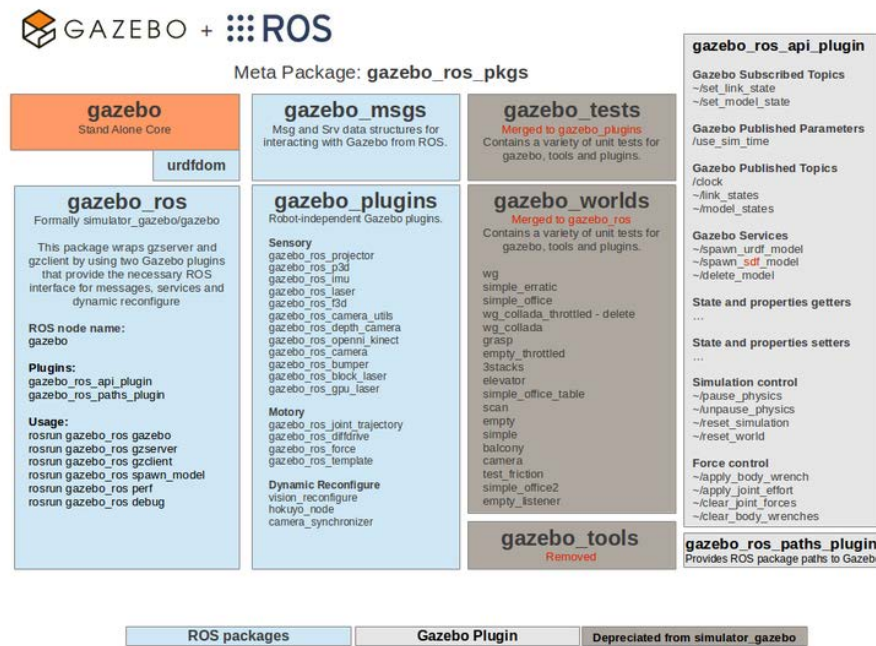 GAZEBO + ROS
Meta Package: gazebo_ros_pkgs
gazebo
Stand Alone Core
urdfdom
gazebo_ros
Formally simulator_gazebo/gazebo
This package wraps gzserver and
gzclient by using two Gazebo plugins
that provide the necessary ROS
interface for messages, services and
dynamic reconfigure
ROS node name:
gazebo
Plugins:
gazebo_ros_api_plugin
gazebo_ros_paths_plugin
Usage:
rosrun gazebo_ros gazebo
rosrun gazebo_ros gzserver
rosrun gazebo_ros gzclient
rosrun gazebo_ros spawn_model
rosrun gazebo_ros perf
rosrun gazebo_ros debug
gazebo_msgs
Msg and Srv data structures for
interacting with Gazebo from ROS.
gazebo_plugins
Robot-independent Gazebo plugins.
Sensory
gazebo_ros_projector
gazebo_ros_p3d
gazebo_ros_imu
gazebo_ros_laser
gazebo_ros_f3d
gazebo_ros_camera_utils
gazebo_ros_depth_camera
gazebo_ros_openni_kinect
gazebo_ros_camera
gazebo_ros_bumper
gazebo_ros_block_laser
gazebo_ros_gpu_laser
Motory
gazebo_ros_joint_trajectory
gazebo_ros_diffdrive
gazebo_ros_force
gazebo_ros_template
Dynamic Reconfigure
vision_reconfigure
hokuyo_node
camera_synchronizer
gazebo_tests
Merged to gazebo_plugins
Contains a variety of unit tests for
gazebo, tools and plugins.
gazebo_worlds
Merged to gazebo_ros
Contains a variety of unit tests for
gazebo, tools and plugins.
wg
simple_erratic
simple_office
wg_collada_throttled - delete
wg_collada
grasp
empty_throttled
3stacks
elevator
simple_office_table
scan
empty
simple
balcony
camera
test_friction
simple_office2
empty_listener
gazebo_tools
Removed
gazebo_ros_api_plugin
Gazebo Subscribed Topics
~/set_link_state
~/set_model_state
Gazebo Published Parameters
/use_sim_time
Gazebo Published Topics
/clock
~/link_states
~/model_states
Gazebo Services
~/spawn_urdf_model
~/spawn_sdf_model
~/delete_model
State and properties getters
...
State and properties setters
...
Simulation control
~/pause_physics
~/unpause_physics
~/reset_simulation
~/reset_world
Force control
~/apply_body_wrench
~/apply_joint_effort
~/clear_joint_forces
~/clear_body_wrenches
gazebo_ros_paths_plugin
Provides ROS package paths to Gazebo
ROS packages
Gazebo Plugin
Depreciated from simulator_gazebo